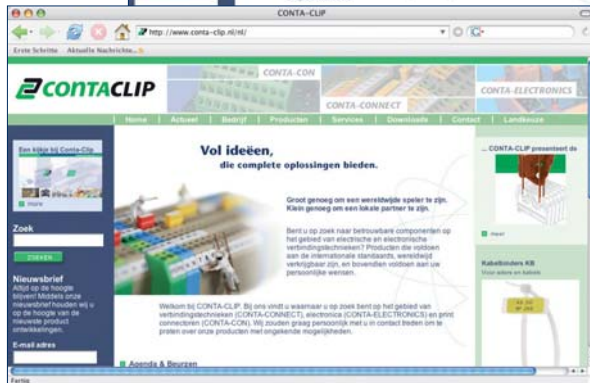 CONTA-CLIP
http://www.conta-clip.nl/nl/
Erste Schritte Aktuelle Nachrichte...
CONTACLIP
CONTA-CON
CONTA-CONNECT
CONTA-ELECTRONICS
Home | Actueel | Bedrijf | Producten | Services | Downloads | Contact | Landkeuze
Een kijkje bij Conta-Clip
more
Zoek
ZOEKEN
Nieuwsbrief
Altijd op de hoogte
blijven! Middels onze
nieuwsbrief houden wij u
op de hoogte van de
nieuwste product
ontwikkelingen.
E-mail adres
Vol ideëen,
die complete oplossingen bieden.
Groot genoeg om een wereldwijde speler te zijn.
Klein genoeg om een lokale partner te zijn.
Bent u op zoek naar betrouwbare componenten op
het gebied van electrische en electronische
verbindingstechnieken? Producten die voldoen
aan de internationale standaards, wereldwijd
verkrijgbaar zijn, en bovendien voldoen aan uw
persoonlijke wensen.
Welkom bij CONTA-CLIP. Bij ons vindt u waarnaar u op zoek bent op het gebied van
verbindingstechnieken (CONTA-CONNECT), electronica (CONTA-ELECTRONICS) en print
connectoren (CONTA-CON). Wij zouden graag persoonlijk met u in contact treden om te
praten over onze producten met ongekende mogelijkheden.
Agenda & Beurzen
... CONTA-CLIP presenteert de
meer
Kabelbinders KB
Voor aders en kabels
Fertig